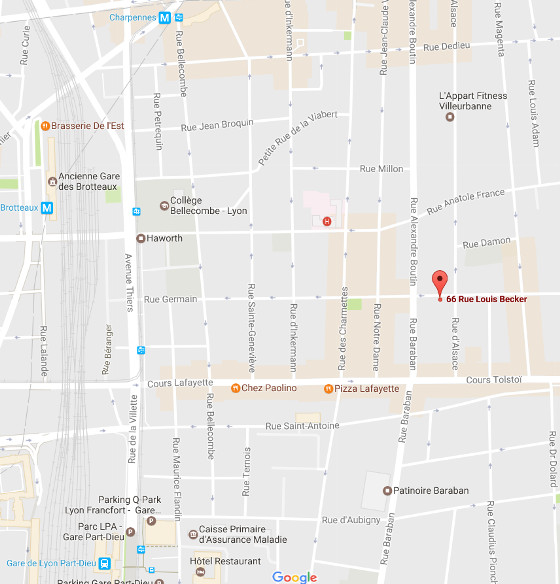 Charpennes M
Rue Curie
Rue Bellecombe
Rue d'Inkermann
Rue Jean-Claude
Rue Alexandre Boutin
d'Alsace
Rue Magenta
Rue Dedieu
L'Appart Fitness
Villeurbanne
Rue Petrequin
Rue Jean Broquin
Petite Rue de la Viabert
Rue Louis Adam
Brasserie De l'Est
Rue Millon
Ancienne Gare
des Brotteaux
Collège
Bellecombe - Lyon
Rue Anatole France
Brotteaux M
H
Rue Alexandre Boutin
Haworth
Rue Damon
Avenue Thiers
Rue Germain
66 Rue Louis Becker
Rue Lalande
Rue Béranger
Rue Sainte-Geneviève
Rue d'Inkermann
Rue des Charmettes
Rue Notre Dame
Rue Baraban
Rue d'Alsace
Cours Lafayette
Chez Paolino
Pizza Lafayette
Cours Tolstoï
Rue de la Villette
Rue Bellecombe
Rue Saint-Antoine
Rue Baraban
Rue Maurice Flandin
Rue Tunis
Rue Dr Dolard
Parking Q-Park
Lyon Francfort - Gare...
P
Patinoire Baraban
Parc LPA -
Gare Part-Dieu
P
Caisse Primaire
d'Assurance Maladie
Rue d'Aubigny
Rue Baraban
Rue Claudius Pionch
Gare de Lyon Part-Dieu
Hôtel Restaurant
Parking Gare Part-Dieu
Google